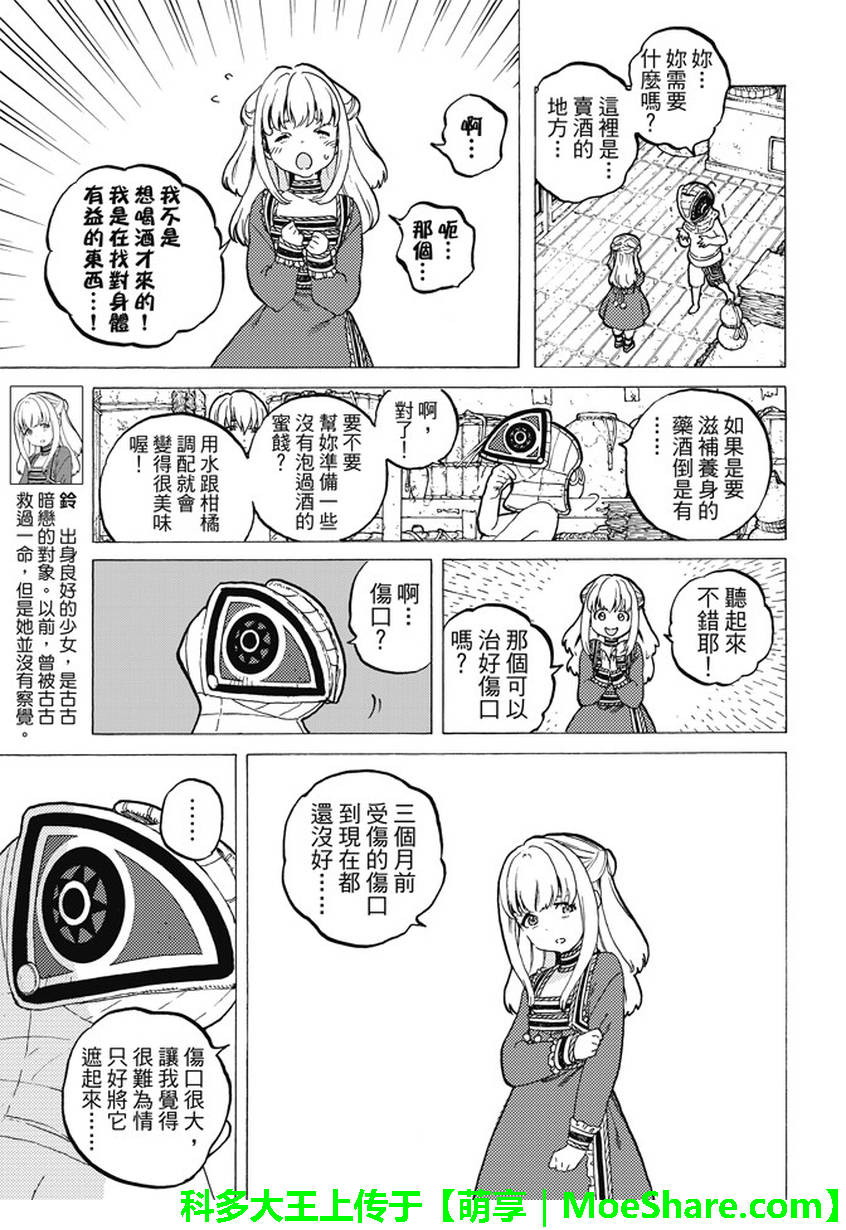 妳…
妳需要
什麼嗎？
這裡是…
賣酒的
地方…
啊…
呃…
那個…
我不是
想喝酒才來的！
我是在找對身體
有益的東西…！
如果是要
滋補養身的
藥酒倒是有
……
啊，
對了！
要不要
幫妳準備一些
沒有泡過酒的
蜜餞？
用水跟柑橘
調配就會
變得很美味
喔！
鈴　出身良好的少女，是古古
暗戀的對象。以前，曾被古古
救過一命，但是她並沒有察覺。
聽起來
不錯耶！
那個可以
治好傷口
嗎？
啊…
傷口？
三個月前
受傷的傷口
到現在都
還沒好……
……
傷口很大，
讓我覺得
很難為情
只好將它
遮起來……
科多大王上传于【萌享｜MoeShare.com】